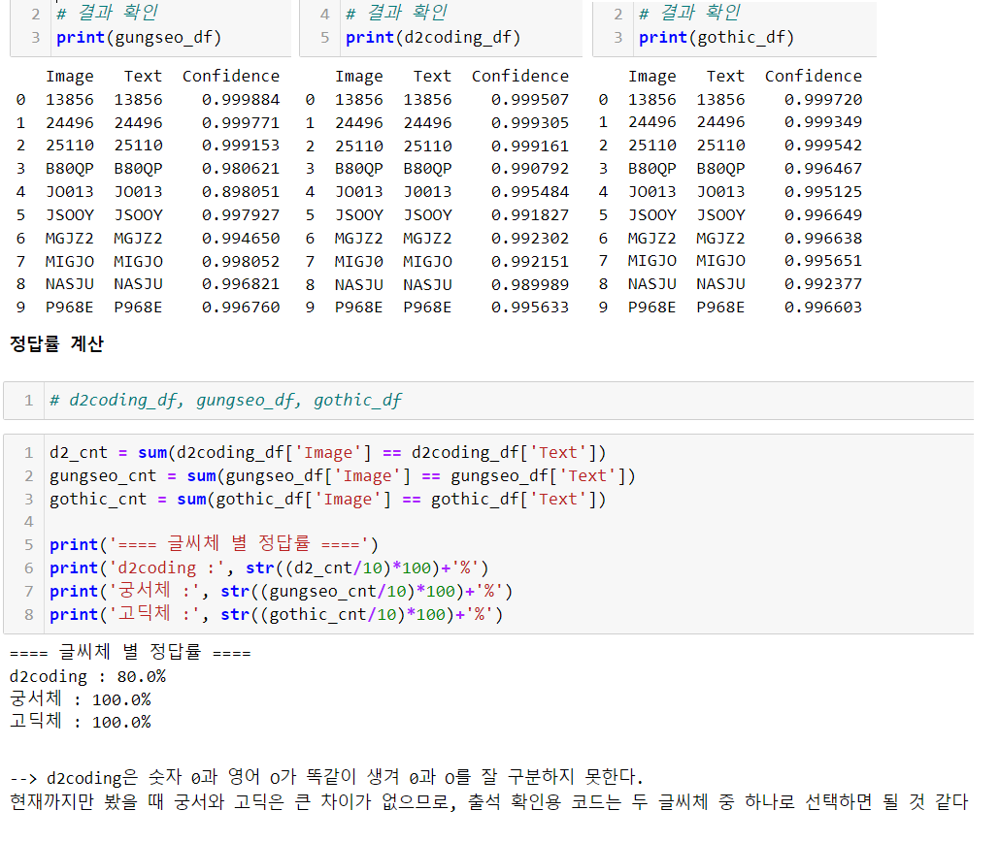 2 # 결과 확인
3 print(gungseo_df)
Image Text Confidence
0 13856 13856 0.999884
1 24496 24496 0.999771
2 25110 25110 0.999153
3 B80QP B80QP 0.980621
4 JO013 JO013 0.898051
5 JSOOY JSOOY 0.997927
6 MGJZ2 MGJZ2 0.994650
7 MIGJO MIGJO 0.998052
8 NASJU NASJU 0.996821
9 P968E P968E 0.996760
4 # 결과 확인
5 print(d2coding_df)
Image Text Confidence
0 13856 13856 0.999507
1 24496 24496 0.999305
2 25110 25110 0.999161
3 B80QP B80QP 0.990792
4 JO013 J0013 0.995484
5 JSOOY JSOOY 0.991827
6 MGJZ2 MGJZ2 0.992302
7 MIGJ0 MIGJO 0.992151
8 NASJU NASJU 0.989989
9 P968E P968E 0.995633
2 # 결과 확인
3 print(gothic_df)
Image Text Confidence
0 13856 13856 0.999720
1 24496 24496 0.999349
2 25110 25110 0.999542
3 B80QP B80QP 0.996467
4 JO013 JO013 0.995125
5 JSOOY JSOOY 0.996649
6 MGJZ2 MGJZ2 0.996638
7 MIGJO MIGJO 0.995651
8 NASJU NASJU 0.992377
9 P968E P968E 0.996603
정답률 계산
1 # d2coding_df, gungseo_df, gothic_df
1 d2_cnt = sum(d2coding_df['Image'] == d2coding_df['Text'])
2 gungseo_cnt = sum(gungseo_df['Image'] == gungseo_df['Text'])
3 gothic_cnt = sum(gothic_df['Image'] == gothic_df['Text'])
4
5 print('==== 글씨체 별 정답률 ====')
6 print('d2coding :', str((d2_cnt/10)*100)+'%')
7 print('궁서체 :', str((gungseo_cnt/10)*100)+'%')
8 print('고딕체 :', str((gothic_cnt/10)*100)+'%')
==== 글씨체 별 정답률 ====
d2coding : 80.0%
궁서체 : 100.0%
고딕체 : 100.0%
--> d2coding은 숫자 0과 영어 O가 똑같이 생겨 0과 O를 잘 구분하지 못한다.
현재까지만 봤을 때 궁서와 고딕은 큰 차이가 없으므로, 출석 확인용 코드는 두 글씨체 중 하나로 선택하면 될 것 같다